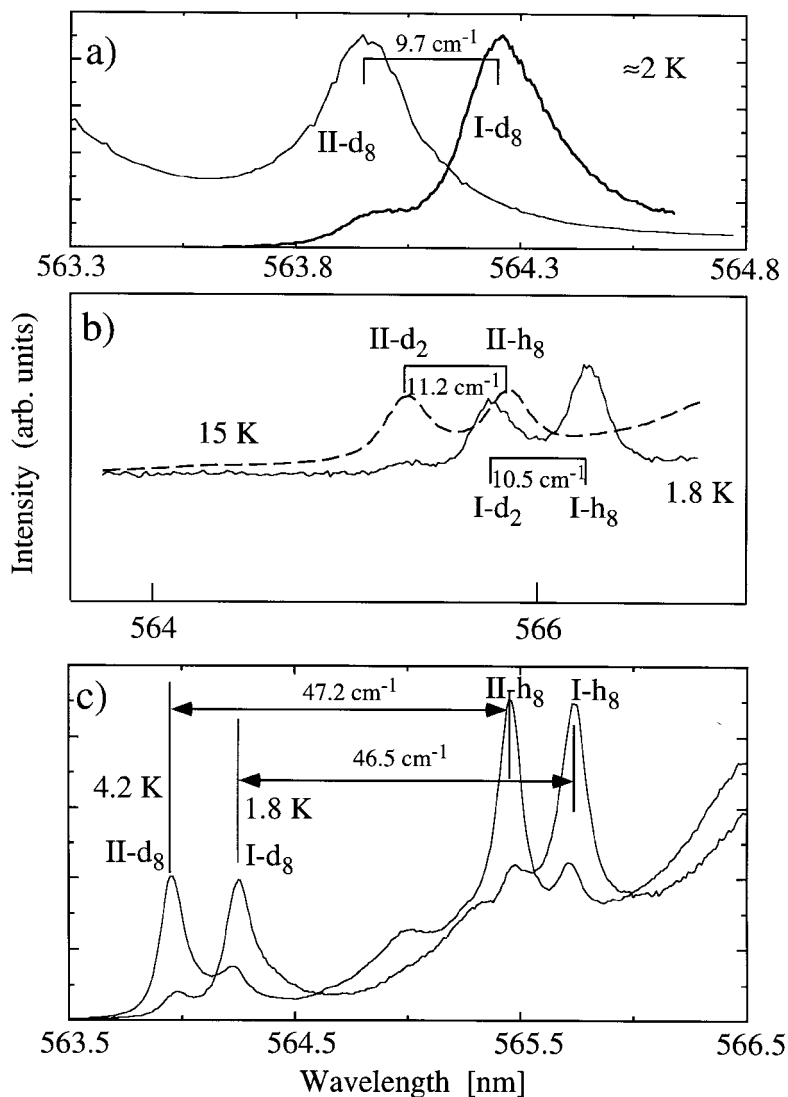 a)
9.7 cm⁻¹
≈2 K
II-d₈
I-d₈
563.3 563.8 564.3 564.8
b)
II-d₂ II-h₈
11.2 cm⁻¹
15 K
10.5 cm⁻¹
1.8 K
I-d₂ I-h₈
564 566
Intensity (arb. units)
c)
47.2 cm⁻¹
II-h₈ I-h₈
46.5 cm⁻¹
4.2 K
1.8 K
II-d₈ I-d₈
563.5 564.5 565.5 566.5
Wavelength [nm]